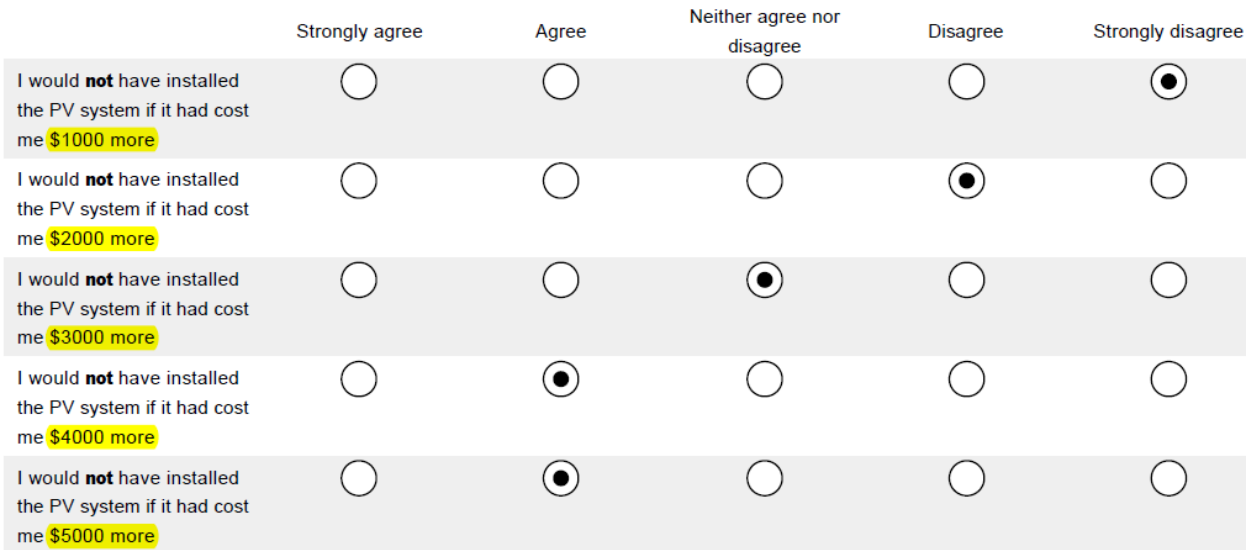 Strongly agree
Agree
Neither agree nor
disagree
Disagree
Strongly disagree
I would not have installed
the PV system if it had cost
me $1000 more
I would not have installed
the PV system if it had cost
me $2000 more
I would not have installed
the PV system if it had cost
me $3000 more
I would not have installed
the PV system if it had cost
me $4000 more
I would not have installed
the PV system if it had cost
me $5000 more